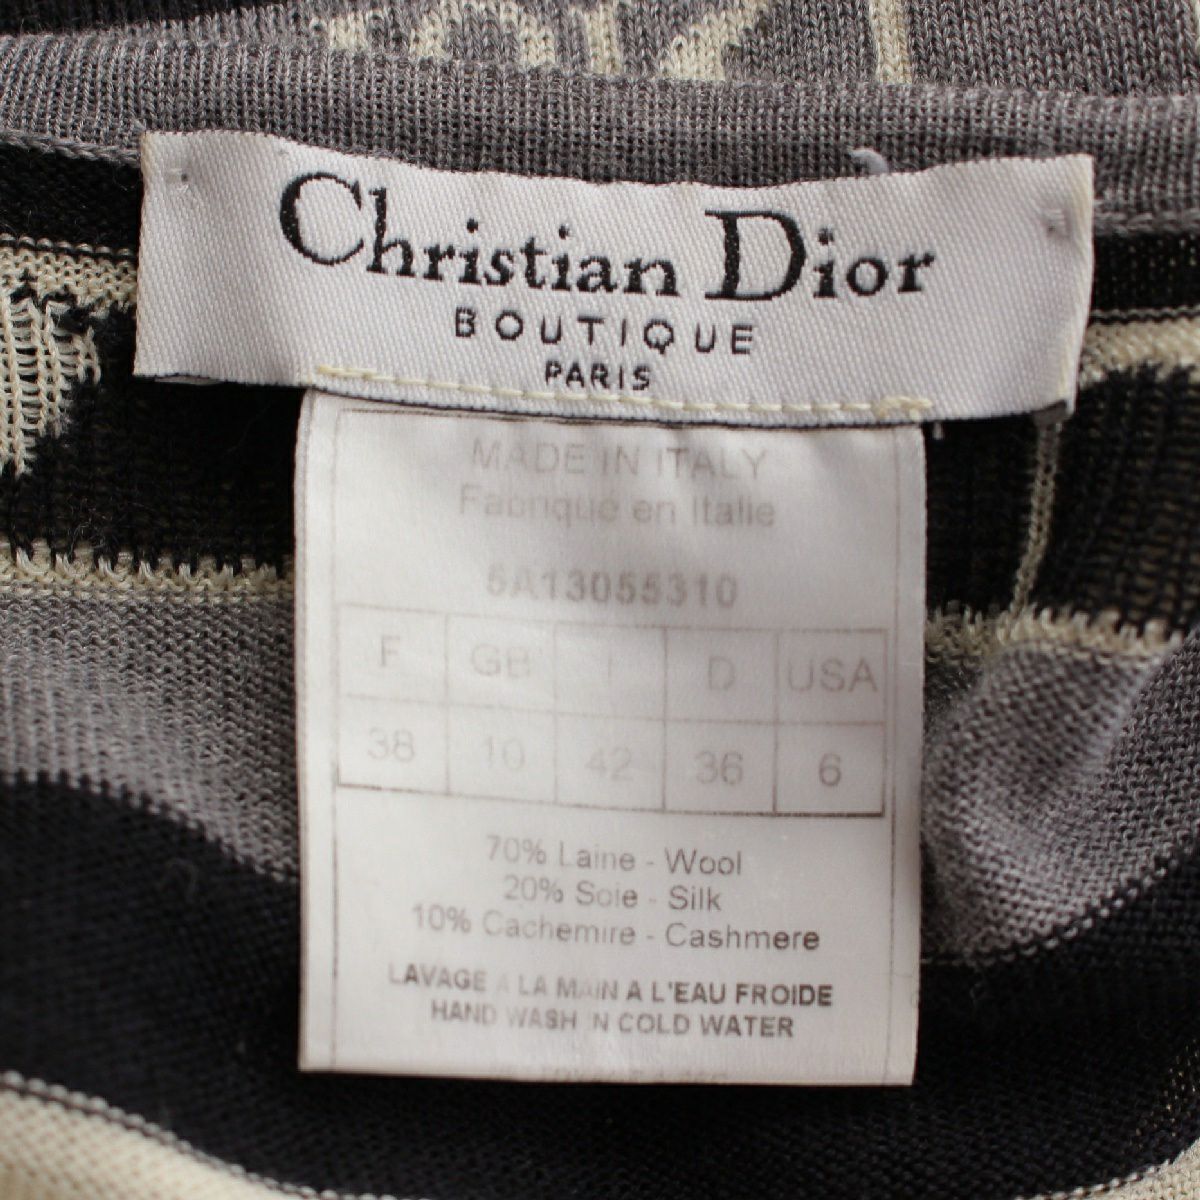 Christian Dior
BOUTIQUE
PARIS
MADE IN ITALY
Fabrique en Italie
6A13055310
F GB I D USA
38 10 42 36 6
70% Laine - Wool
20% Soie - Silk
10% Cachemire - Cashmere
LAVAGE A LA MAIN A L'EAU FROIDE
HAND WASH IN COLD WATER